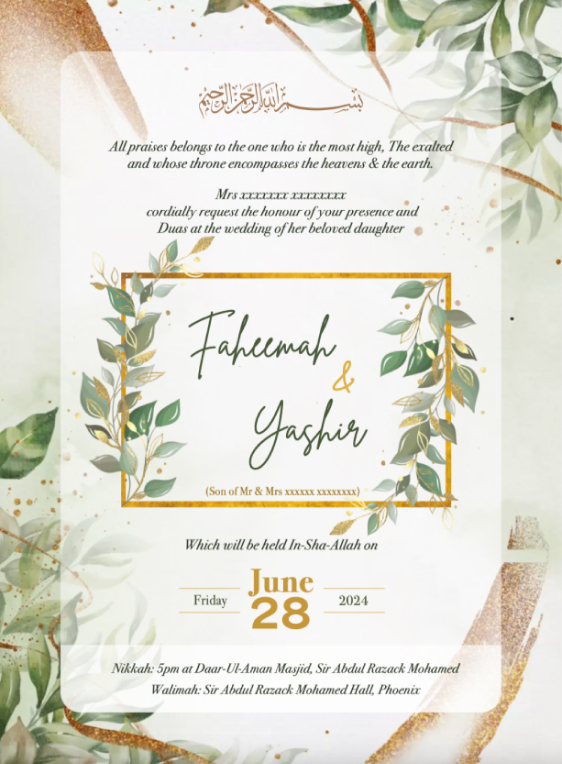 بسم الله الرحمن الرحيم
All praises belongs to the one who is the most high, The exalted
and whose throne encompasses the heavens & the earth.
Mrs xxxxxxx xxxxxxxx
cordially request the honour of your presence and
Duas at the wedding of her beloved daughter
Faheemah
&
Yashir
(Son of Mr & Mrs xxxxxx xxxxxxxx)
Which will be held In-Sha-Allah on
June
Friday 28 2024
Nikkah: 5pm at Daar-Ul-Aman Masjid, Sir Abdul Razack Mohamed
Walimah: Sir Abdul Razack Mohamed Hall, Phoenix